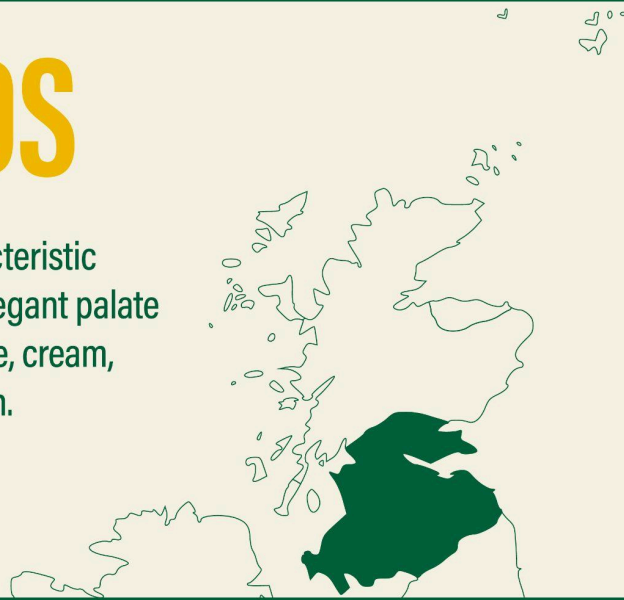 DS
cteristic
egant palate
e, cream,
n.